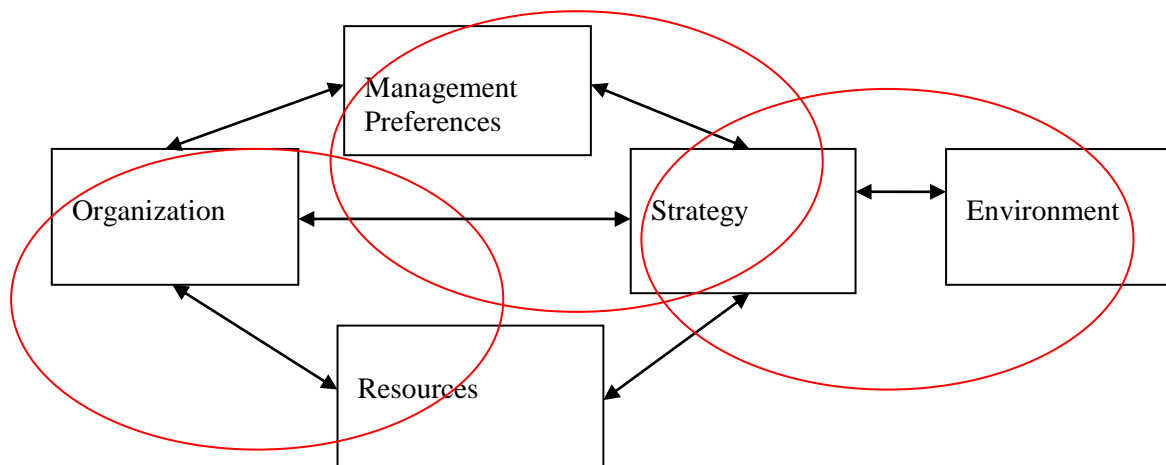 Management
Preferences
Organization
Strategy
Environment
Resources